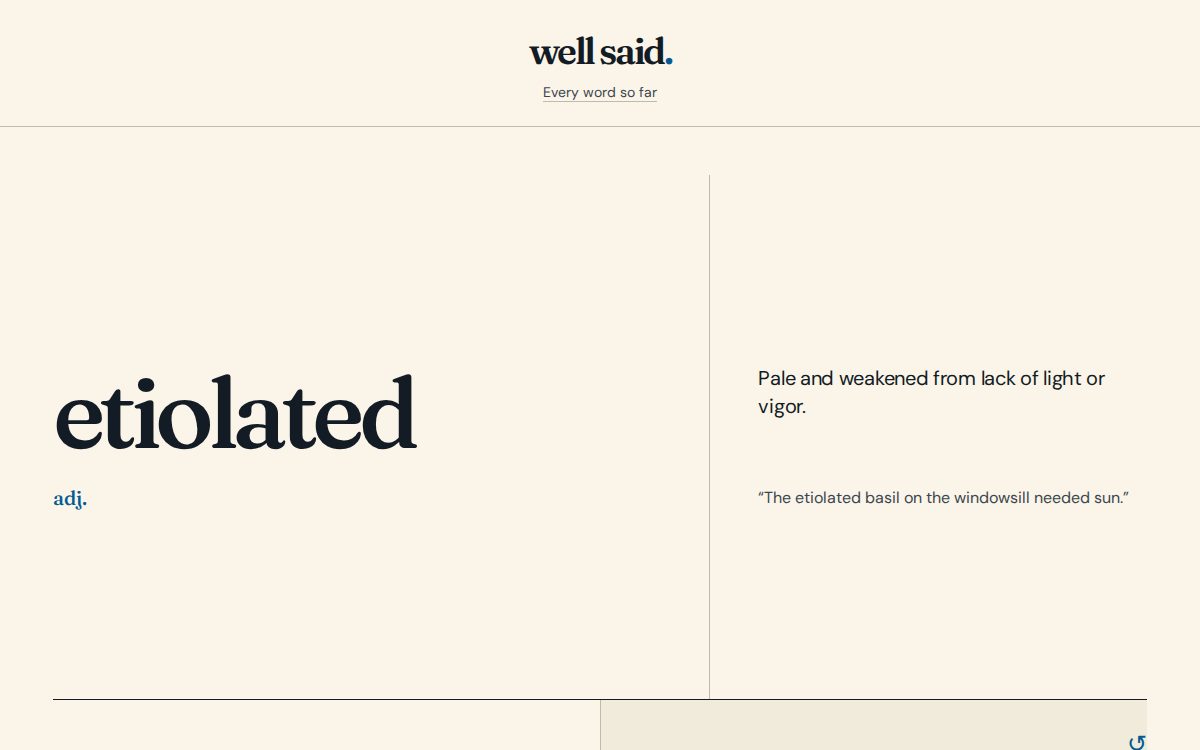 well said.
Every word so far
etiolated
adj.
Pale and weakened from lack of light or
vigor.
“The etiolated basil on the windowsill needed sun.”
↺